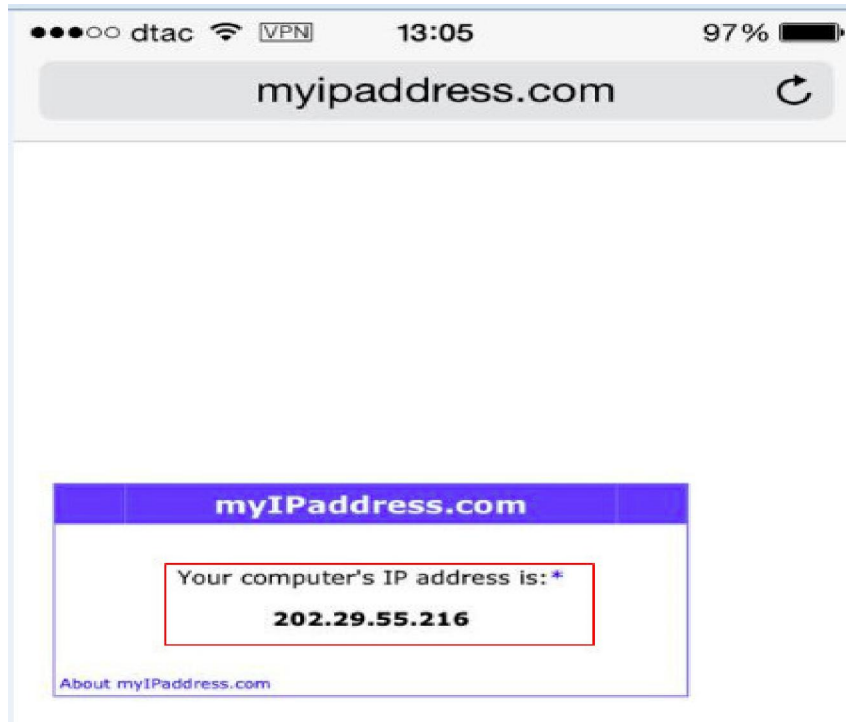 dtac VPN 13:05 97%
myipaddress.com
myIPaddress.com
Your computer's IP address is:*
202.29.55.216
About myIPaddress.com